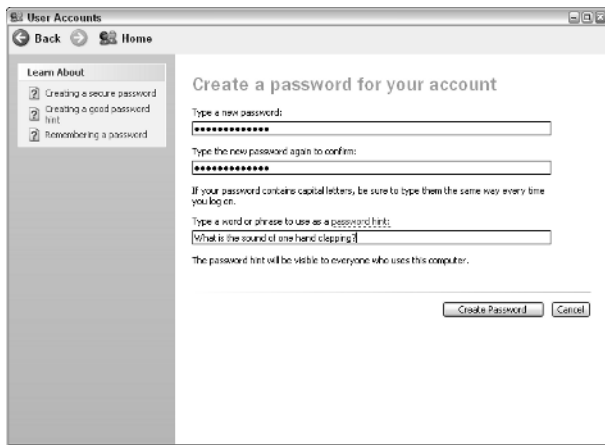 User Accounts
Back Home
Learn About
Creating a secure password
Creating a good password
hint
Remembering a password
Create a password for your account
Type a new password:
•••••••••••••
Type the new password again to confirm:
•••••••••••••
If your password contains capital letters, be sure to type them the same way every time
you log on.
Type a word or phrase to use as a password hint:
What is the sound of one hand clapping?
The password hint will be visible to everyone who uses this computer.
Create Password Cancel